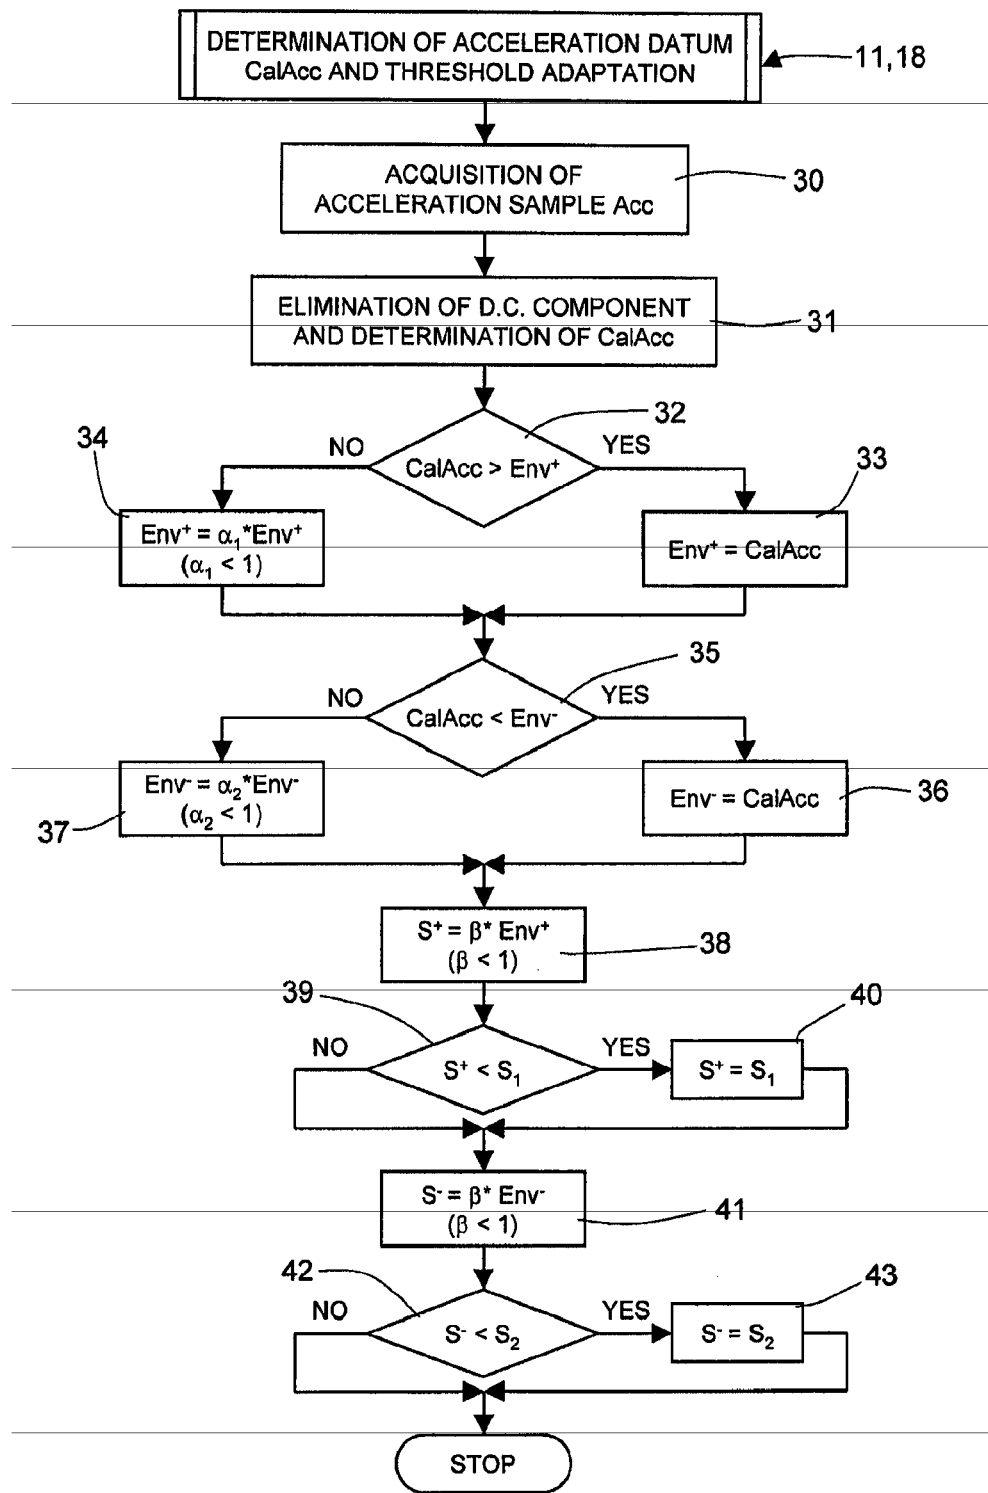 DETERMINATION OF ACCELERATION DATUM
CalAcc AND THRESHOLD ADAPTATION
11,18
ACQUISITION OF
ACCELERATION SAMPLE Acc
30
ELIMINATION OF D.C. COMPONENT
AND DETERMINATION OF CalAcc
31
32
34
NO
CalAcc > Env⁺
YES
33
Env⁺ = α₁*Env⁺
(α₁ < 1)
Env⁺ = CalAcc
35
NO
CalAcc < Env⁻
YES
Env⁻ = α₂*Env⁻
(α₂ < 1)
37
Env⁻ = CalAcc
36
S⁺ = β* Env⁺
(β < 1)
38
39
NO
S⁺ < S₁
YES
40
S⁺ = S₁
S⁻ = β* Env⁻
(β < 1)
41
42
NO
S⁻ < S₂
YES
43
S⁻ = S₂
STOP